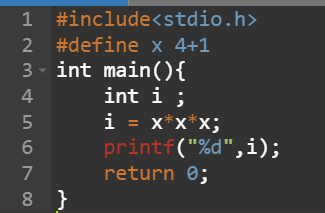 1 #include<stdio.h>
2 #define x 4+1
3 int main(){
4 int i ;
5 i = x*x*x;
6 printf("%d",i);
7 return 0;
8 }